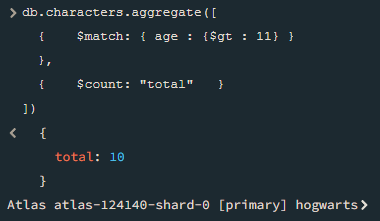 > db.characters.aggregate([
{ $match: { age : {$gt : 11} }
},
{ $count: "total" }
])
< {
total: 10
}
Atlas atlas-124140-shard-0 [primary] hogwarts>